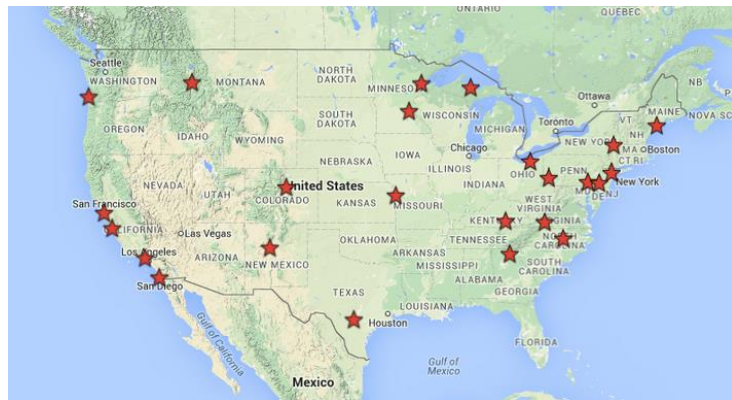 ONTARIO
QUEBEC
Seattle
WASHINGTON
MONTANA
NORTH
DAKOTA
MINNESO
Ottawa
NB
MAINE
NOVA SC
OREGON
IDAHO
SOUTH
DAKOTA
WISCONSIN
MICHIGAN
Toronto
VT
NH
NEW YORK
MA
Boston
WYOMING
Chicago
CT
RI
IOWA
NEBRASKA
ILLINOIS
OHIO
PENN
New York
NEVADA
UTAH
United States
COLORADO
INDIANA
MD
DE
NJ
San Francisco
KANSAS
MISSOURI
WEST
VIRGINIA
CALIFORNIA
Las Vegas
KENTUCKY
VIRGINIA
Los Angeles
ARIZONA
NEW MEXICO
OKLAHOMA
ARKANSAS
TENNESSEE
NORTH
CAROLINA
MISSISSIPPI
SOUTH
CAROLINA
San Diego
ALABAMA
TEXAS
GEORGIA
LOUISIANA
Houston
Gulf of
California
FLORIDA
Gulf of
Mexico
Mexico